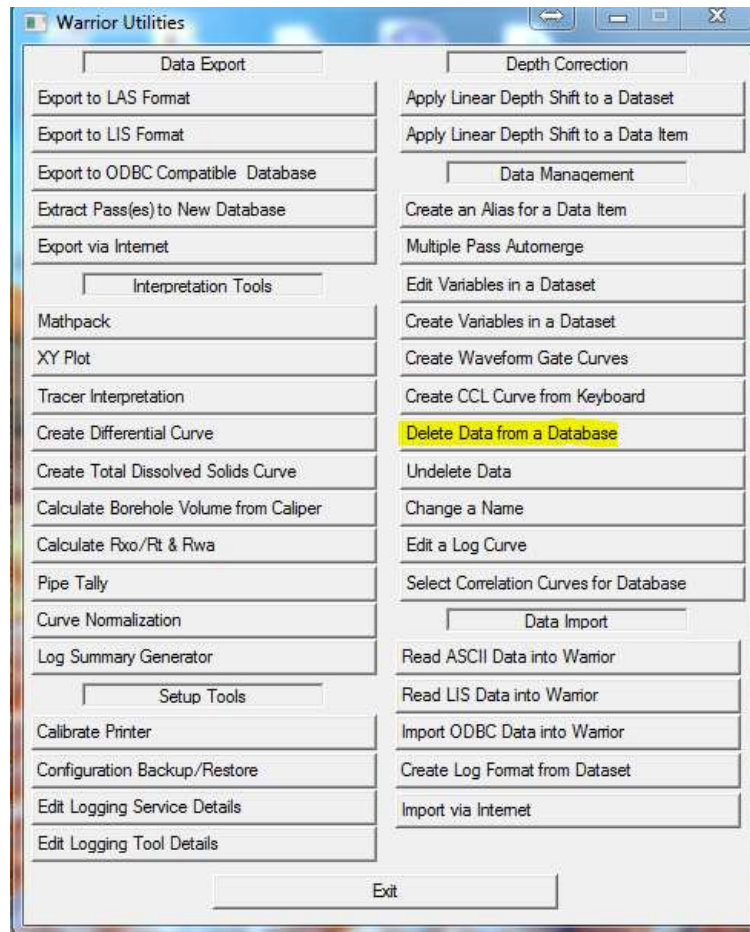 Warrior Utilities
Data Export
Export to LAS Format
Export to LIS Format
Export to ODBC Compatible Database
Extract Pass(es) to New Database
Export via Internet
Interpretation Tools
Mathpack
XY Plot
Tracer Interpretation
Create Differential Curve
Create Total Dissolved Solids Curve
Calculate Borehole Volume from Caliper
Calculate Rxo/Rt & Rwa
Pipe Tally
Curve Normalization
Log Summary Generator
Setup Tools
Calibrate Printer
Configuration Backup/Restore
Edit Logging Service Details
Edit Logging Tool Details
Depth Correction
Apply Linear Depth Shift to a Dataset
Apply Linear Depth Shift to a Data Item
Data Management
Create an Alias for a Data Item
Multiple Pass Automerge
Edit Variables in a Dataset
Create Variables in a Dataset
Create Waveform Gate Curves
Create CCL Curve from Keyboard
Delete Data from a Database
Undelete Data
Change a Name
Edit a Log Curve
Select Correlation Curves for Database
Data Import
Read ASCII Data into Warrior
Read LIS Data into Warrior
Import ODBC Data into Warrior
Create Log Format from Dataset
Import via Internet
Exit